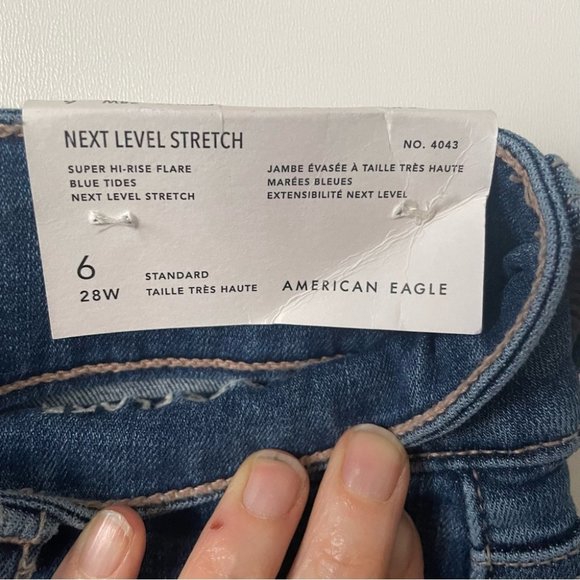 NEXT LEVEL STRETCH NO. 4043
SUPER HI-RISE FLARE
BLUE TIDES
NEXT LEVEL STRETCH
JAMBE ÉVASÉE À TAILLE TRÈS HAUTE
MARÉES BLEUES
EXTENSIBILITÉ NEXT LEVEL
6
28W
STANDARD
TAILLE TRÈS HAUTE
AMERICAN EAGLE